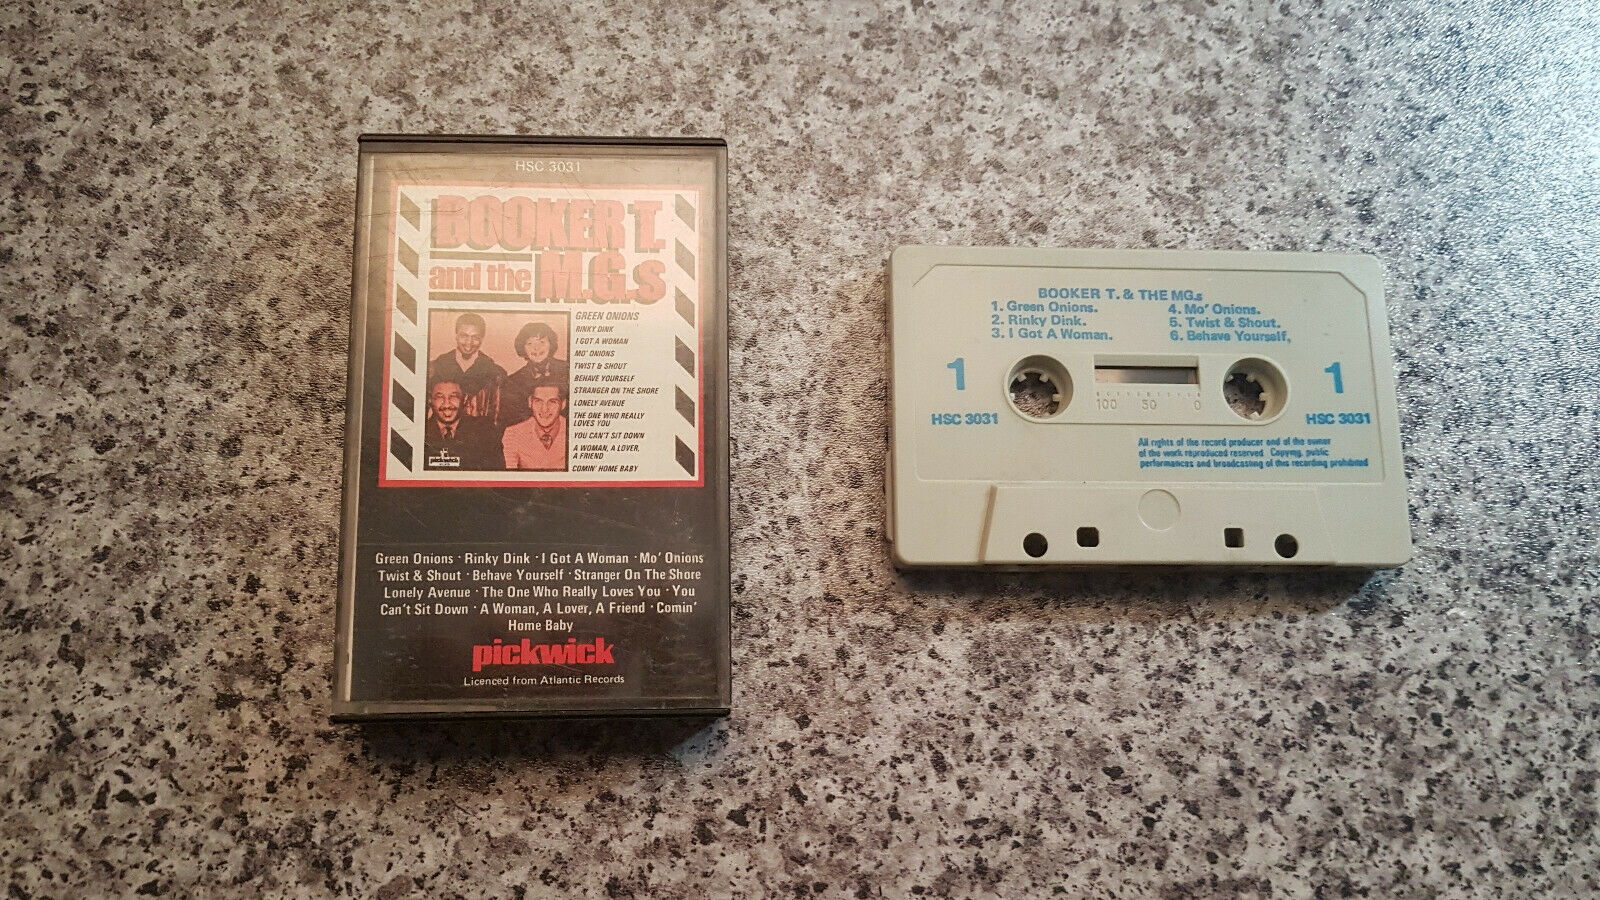 HSC 3031
BOOKER T.
and the M.G.s
GREEN ONIONS
RINKY DINK
I GOT A WOMAN
MO' ONIONS
TWIST & SHOUT
BEHAVE YOURSELF
STRANGER ON THE SHORE
LONELY AVENUE
THE ONE WHO REALLY
LOVES YOU
YOU CAN'T SIT DOWN
A WOMAN, A LOVER,
A FRIEND
COMIN' HOME BABY
pickwick
Green Onions · Rinky Dink · I Got A Woman · Mo' Onions
Twist & Shout · Behave Yourself · Stranger On The Shore
Lonely Avenue · The One Who Really Loves You · You
Can't Sit Down · A Woman, A Lover, A Friend · Comin'
Home Baby
pickwick
Licenced from Atlantic Records
BOOKER T. & THE MG.s
1. Green Onions.
2. Rinky Dink.
3. I Got A Woman.
4. Mo' Onions.
5. Twist & Shout.
6. Behave Yourself,
1
HSC 3031
100 50 0
1
HSC 3031
All rights of the record producer and of the owner
of the work reproduced reserved Copying, public
performances and broadcasting of this recording prohibited